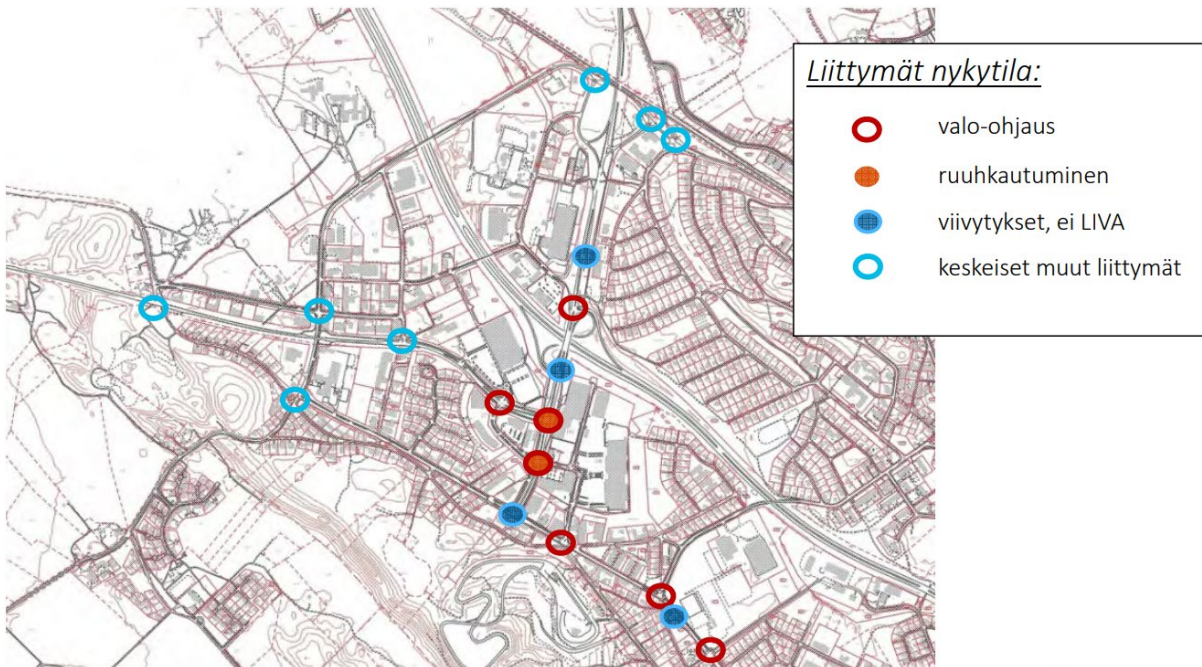 Liittymät nykytila:
valo-ohjaus
ruuhkautuminen
viivytykset, ei LIVA
keskeiset muut liittymät